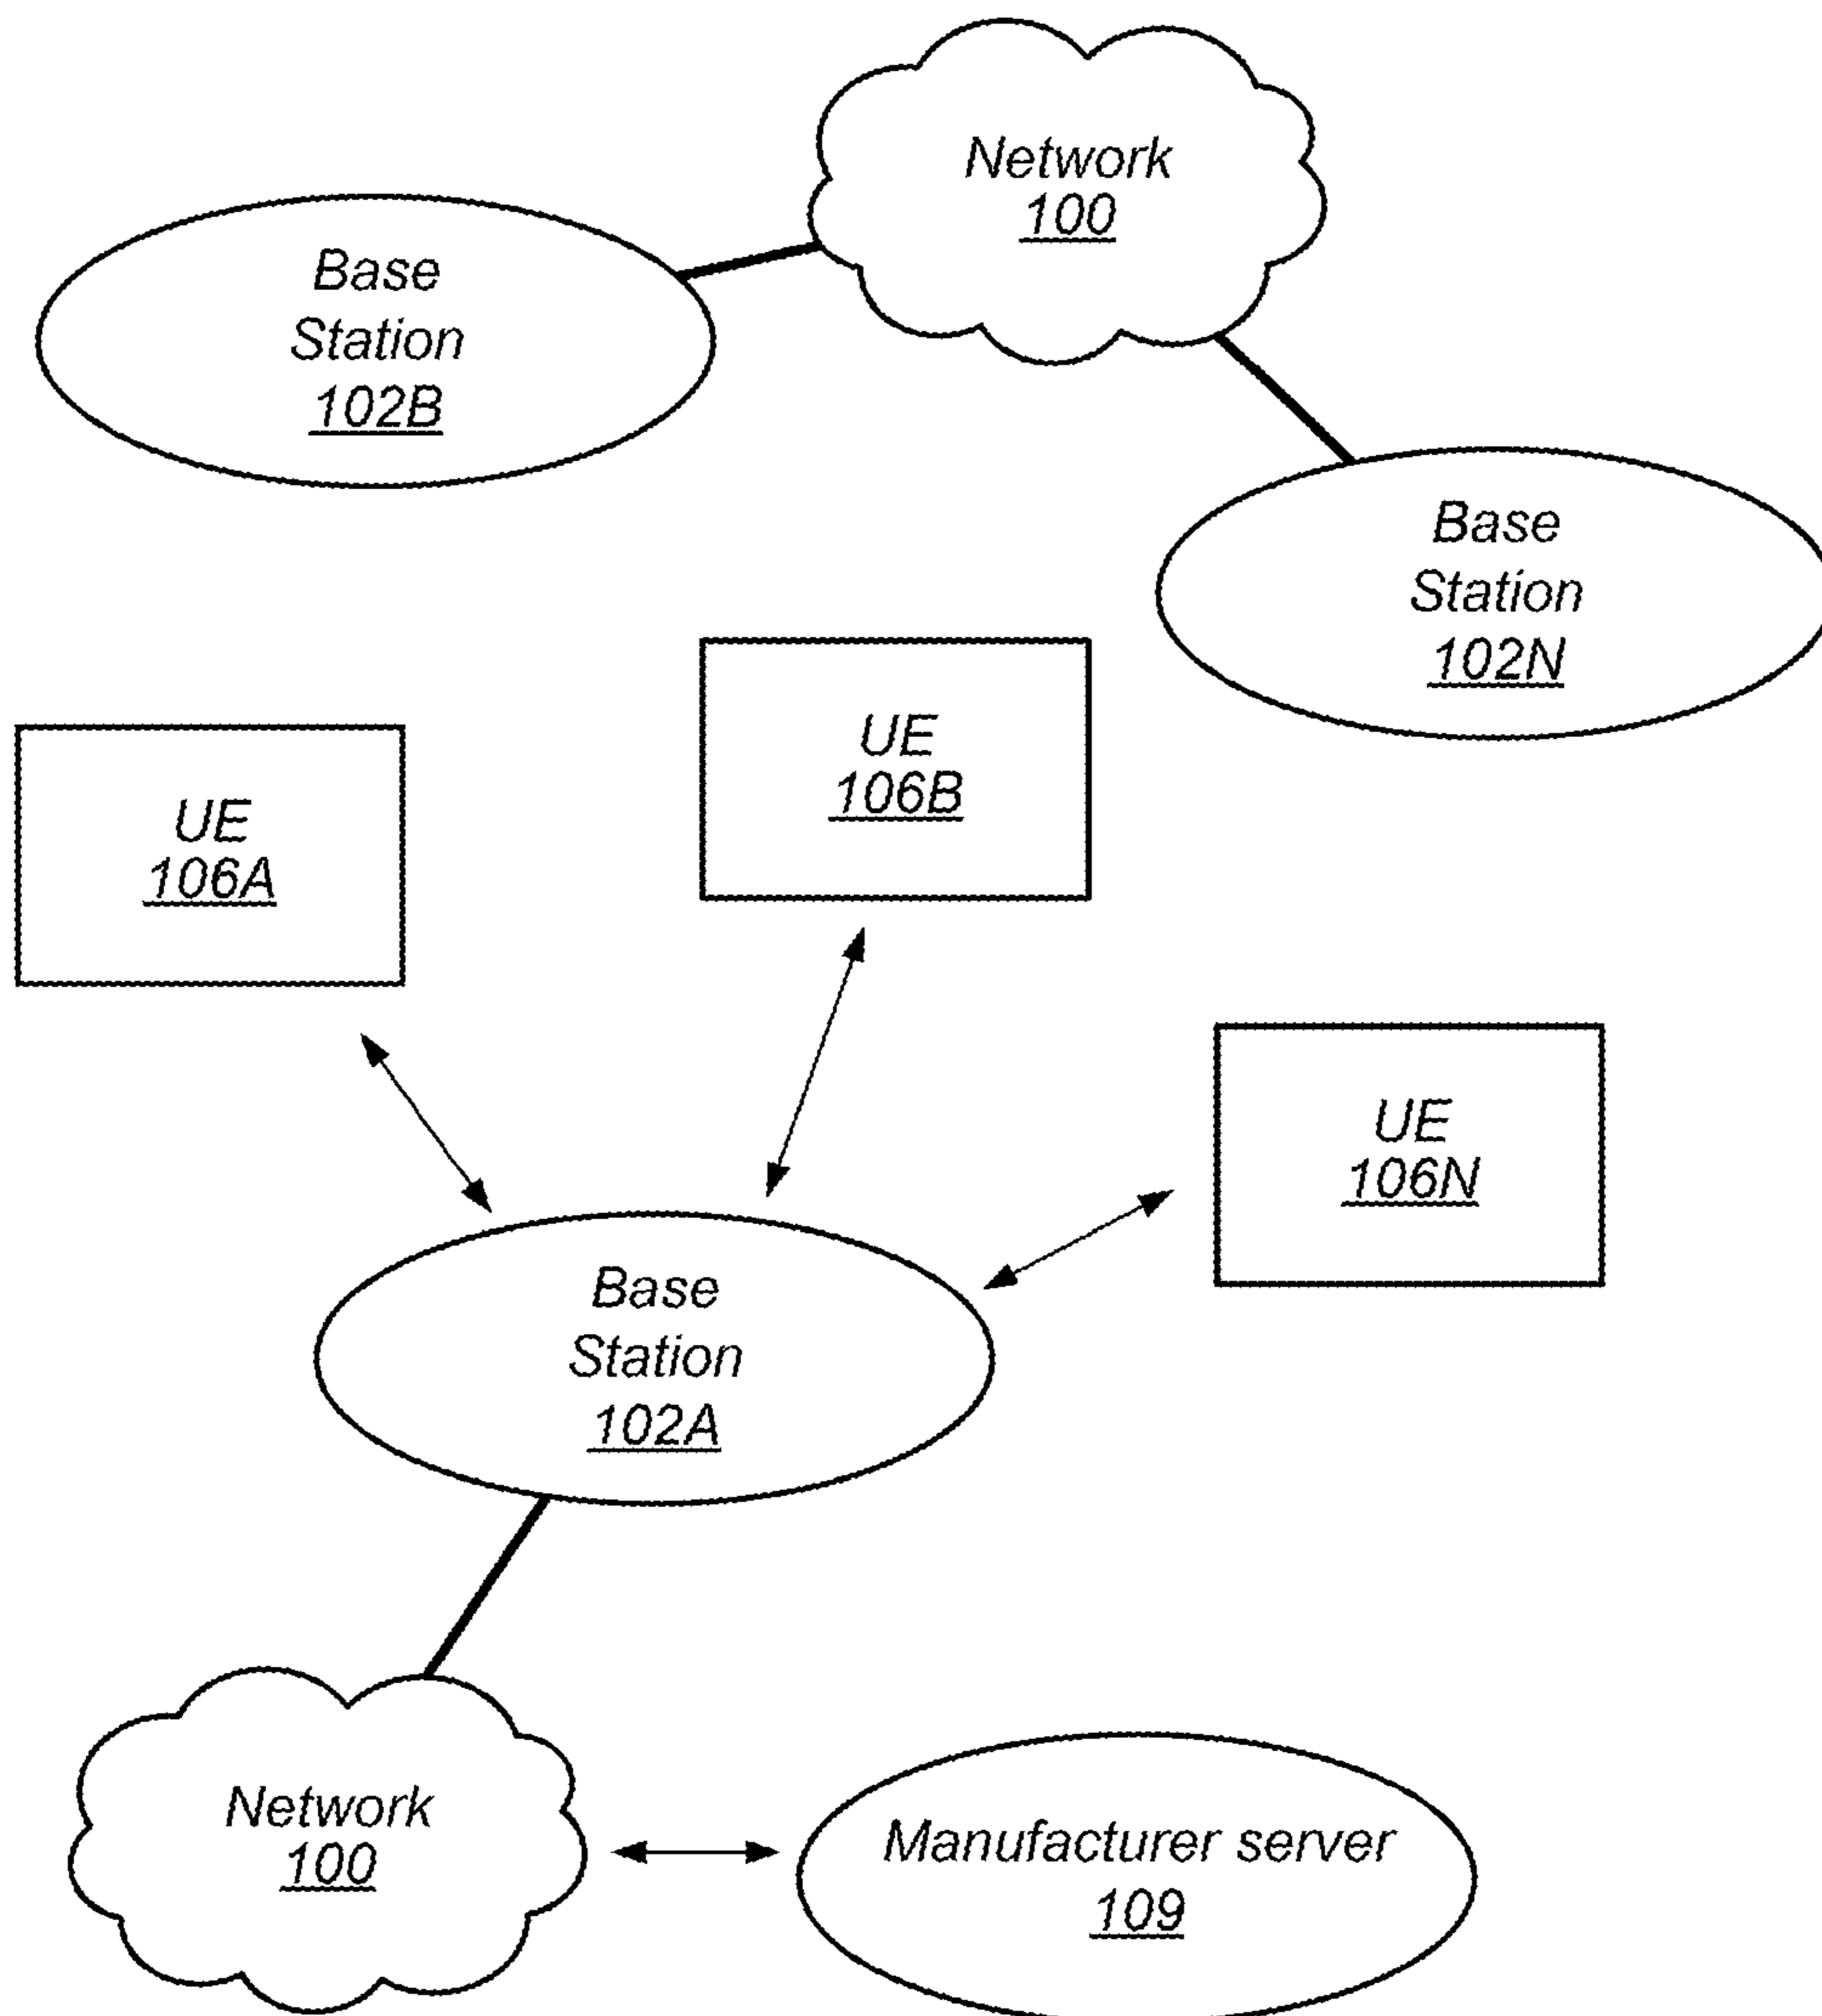 Network
100
Base
Station
102B
Base
Station
102N
UE
106B
UE
106A
UE
106N
Base
Station
102A
Network
100
Manufacturer server
109